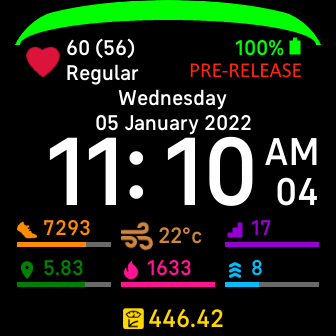 60 (56)
100%
Regular
PRE-RELEASE
Wednesday
05 January 2022
11:10 AM
04
7293
22°c
17
5.83
1633
8
446.42